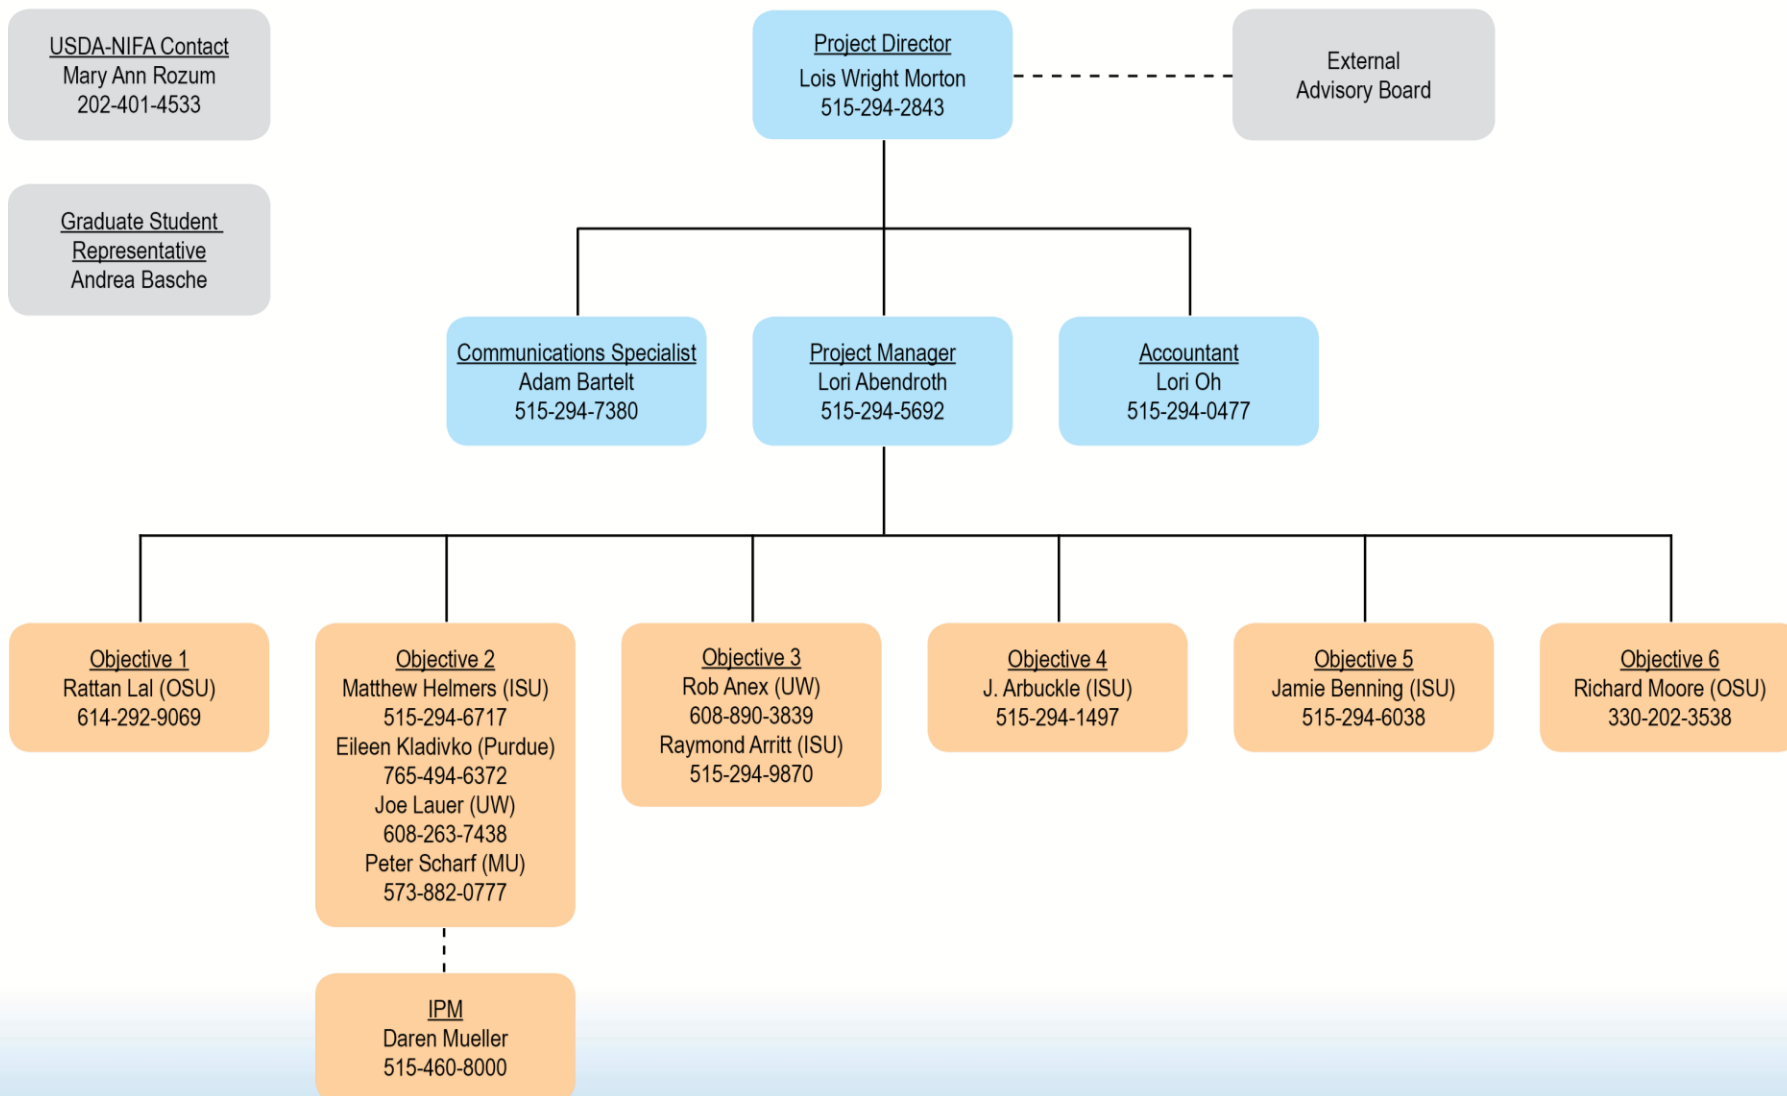 USDA-NIFA Contact
Mary Ann Rozum
202-401-4533
Project Director
Lois Wright Morton
515-294-2843
External
Advisory Board
Graduate Student
Representative
Andrea Basche
Communications Specialist
Adam Bartelt
515-294-7380
Project Manager
Lori Abendroth
515-294-5692
Accountant
Lori Oh
515-294-0477
Objective 1
Rattan Lal (OSU)
614-292-9069
Objective 2
Matthew Helmers (ISU)
515-294-6717
Eileen Kladivko (Purdue)
765-494-6372
Joe Lauer (UW)
608-263-7438
Peter Scharf (MU)
573-882-0777
Objective 3
Rob Anex (UW)
608-890-3839
Raymond Arritt (ISU)
515-294-9870
Objective 4
J. Arbuckle (ISU)
515-294-1497
Objective 5
Jamie Benning (ISU)
515-294-6038
Objective 6
Richard Moore (OSU)
330-202-3538
IPM
Daren Mueller
515-460-8000